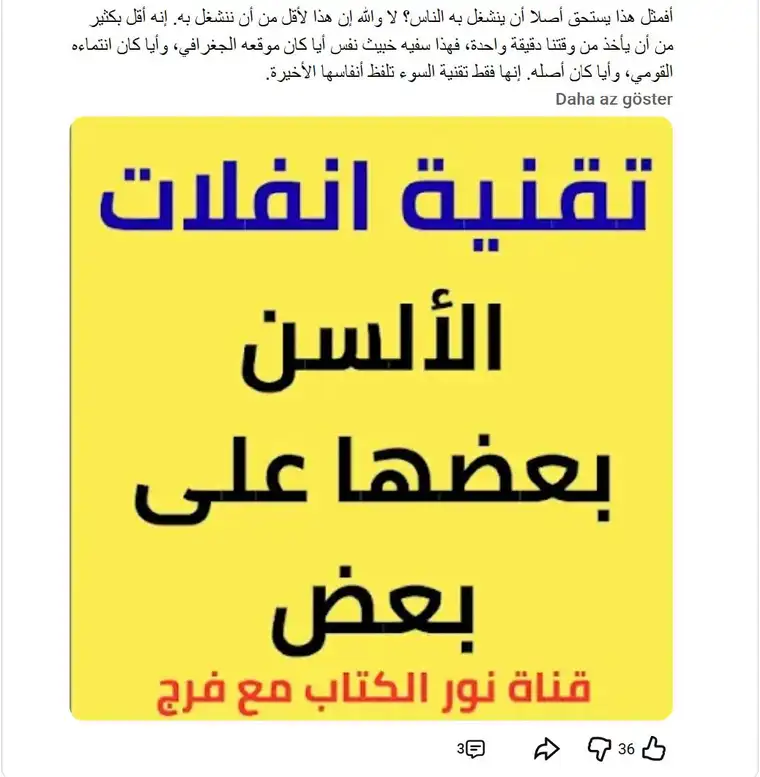 أفمثل هذا يستحق أصلا أن ينشغل به الناس؟ لا والله إن هذا لأقل من أن ننشغل به. إنه أقل بكثير
من أن يأخذ من وقتنا دقيقة واحدة، فهذا سفيه خبيث نفس أيا كان موقعه الجغرافي، وأيا كان انتماءه
القومي، وأيا كان أصله. إنها فقط تقنية السوء تلفظ أنفاسها الأخيرة.
Daha az göster
تقنية انفلات
الألسن
بعضها على
بعض
قناة نور الكتاب مع فرج
36
3